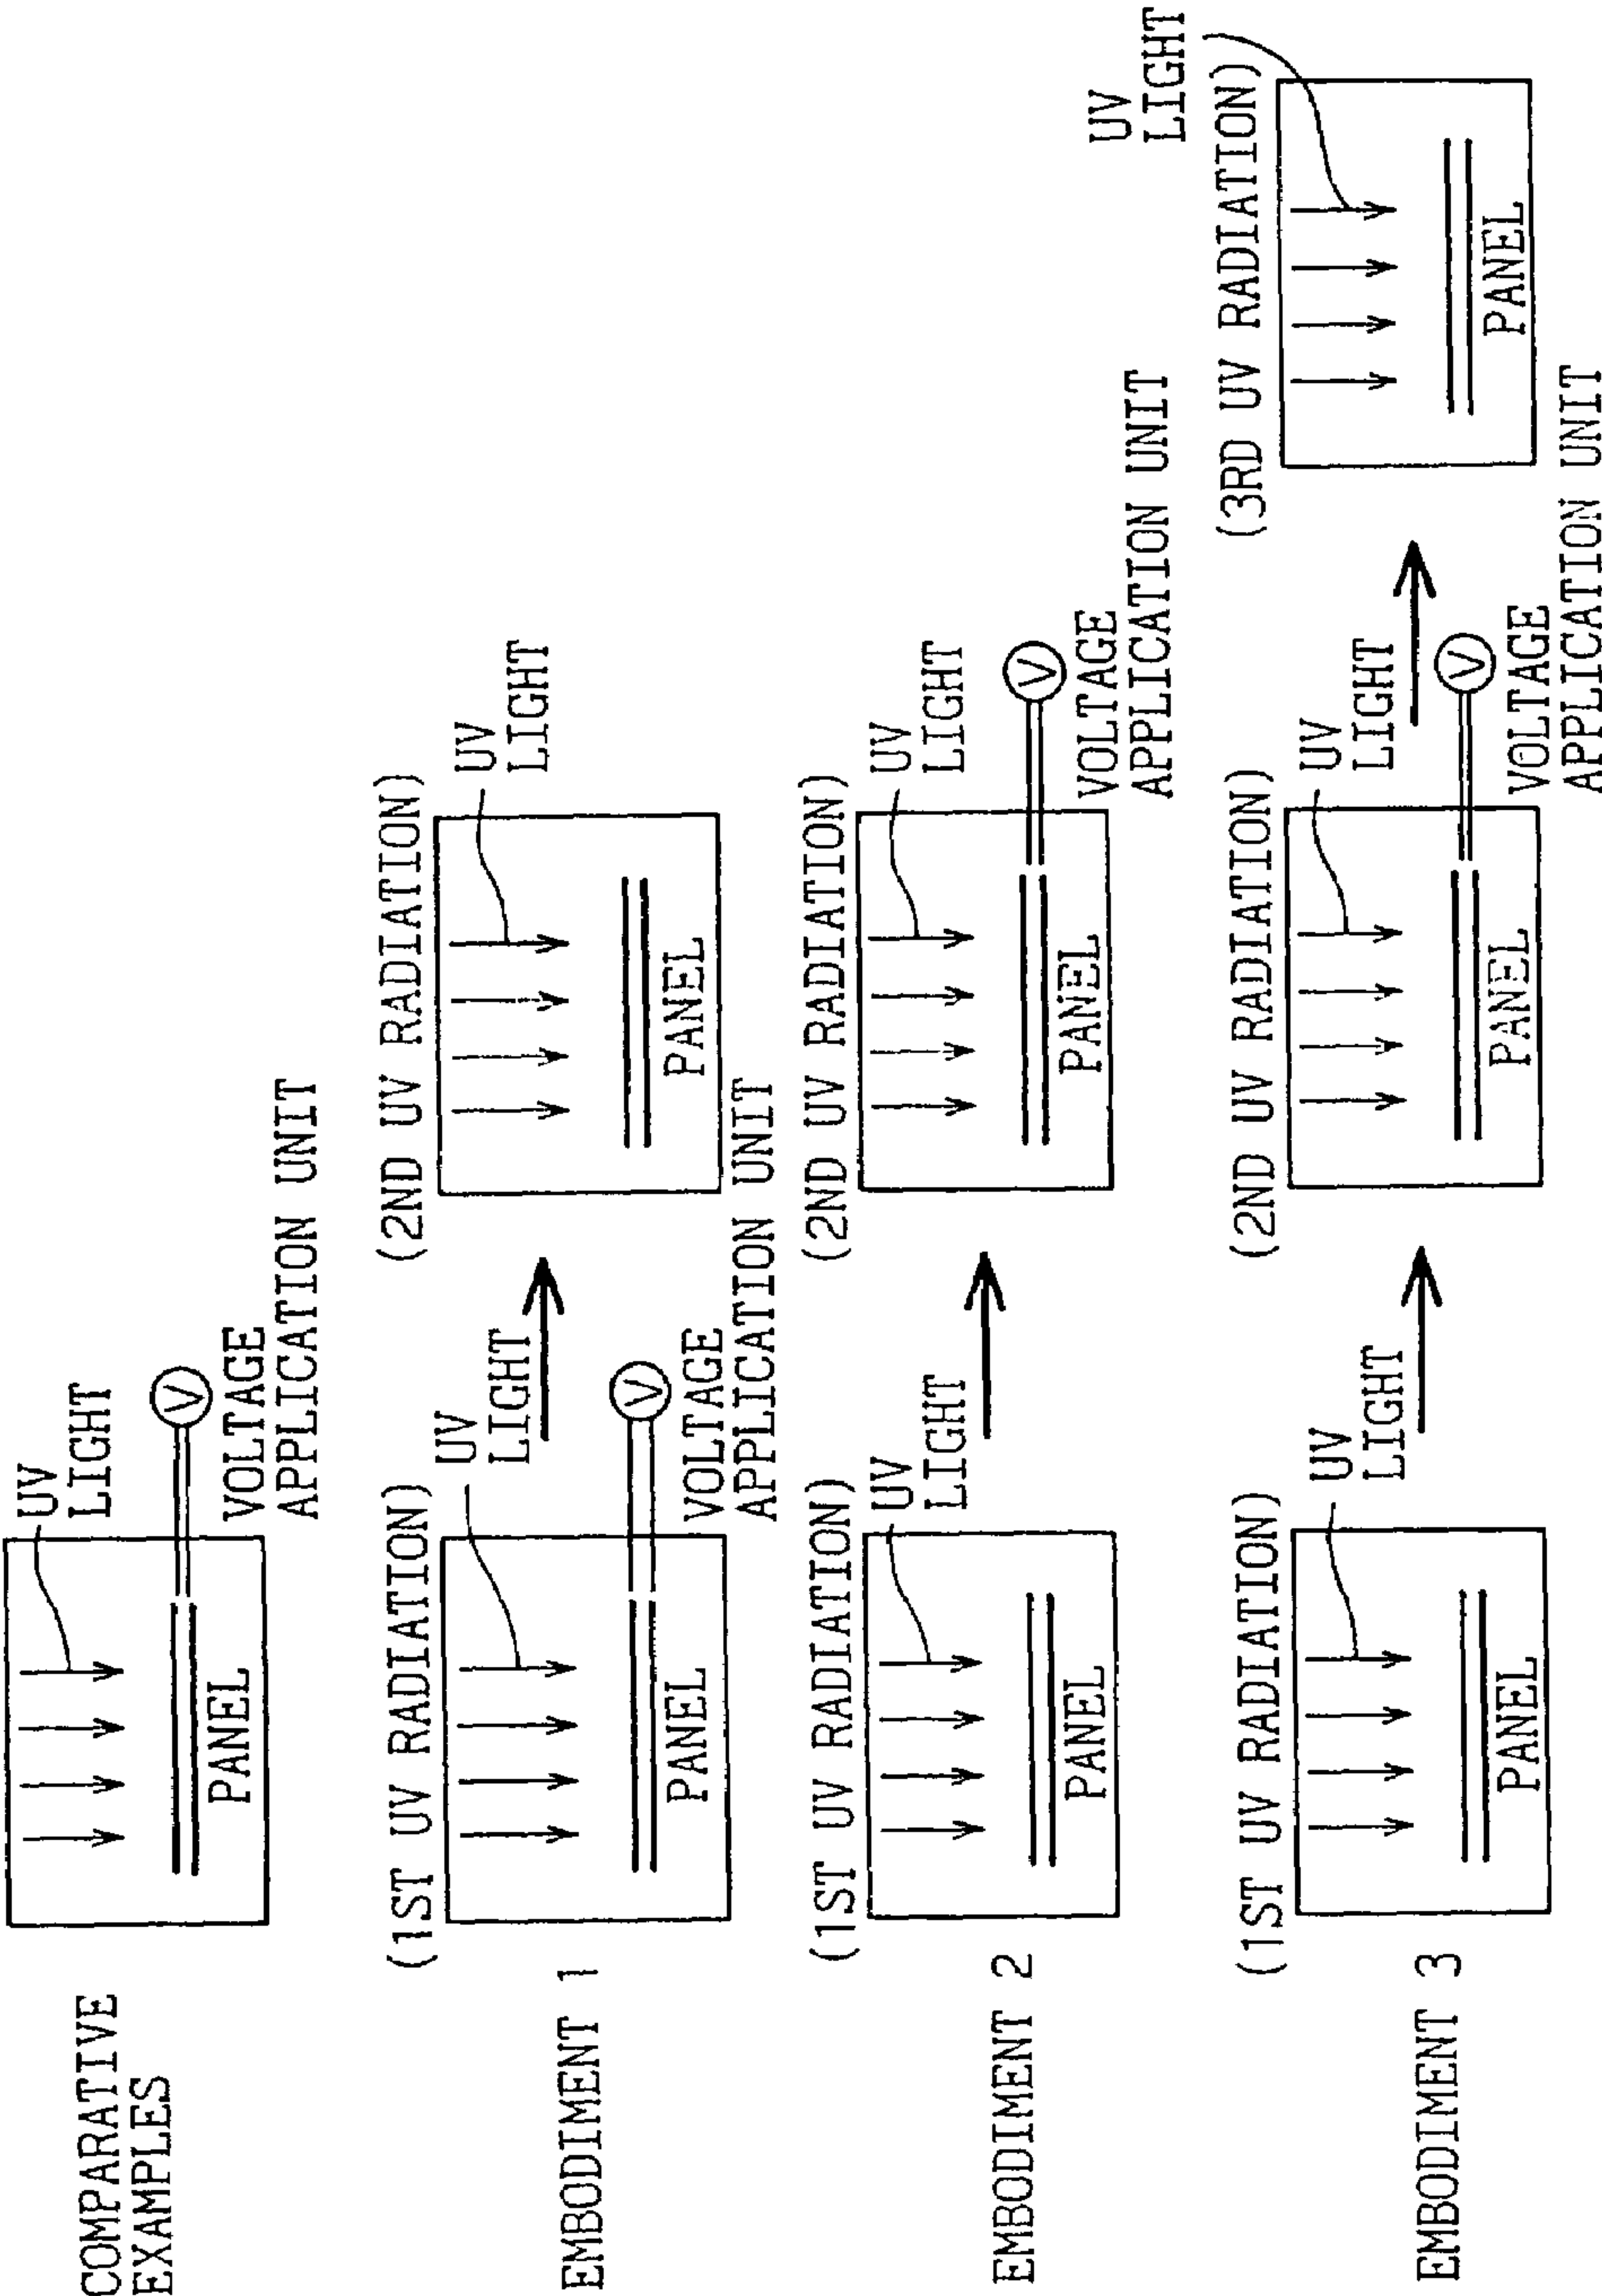 COMPARATIVE
EXAMPLES
UV
LIGHT
PANEL
V
VOLTAGE
APPLICATION UNIT
EMBODIMENT 1
(1ST UV RADIATION)
UV
LIGHT
PANEL
V
VOLTAGE
APPLICATION UNIT
(2ND UV RADIATION)
UV
LIGHT
PANEL
EMBODIMENT 2
(1ST UV RADIATION)
UV
LIGHT
PANEL
(2ND UV RADIATION)
UV
LIGHT
PANEL
V
VOLTAGE
APPLICATION UNIT
EMBODIMENT 3
(1ST UV RADIATION)
UV
LIGHT
PANEL
(2ND UV RADIATION)
UV
LIGHT
PANEL
V
VOLTAGE
APPLICATION UNIT
(3RD UV RADIATION)
UV
LIGHT
PANEL